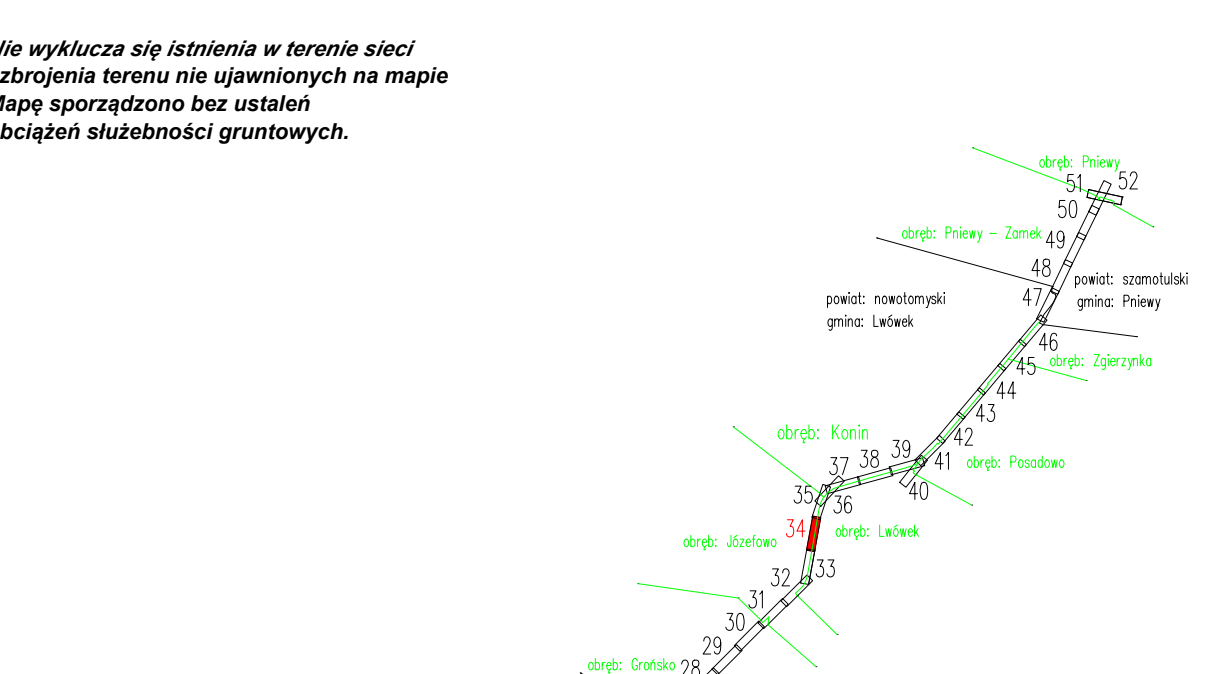 lie wyklucza się istnienia w terenie sieci
zbrojenia terenu nie ujawnionych na mapie
Mapę sporządzono bez ustaleń
bciążeń służebności gruntowych.
obręb: Pniewy
51
52
50
obręb: Pniewy – Zamek
49
48
powiat: szamotulski
47
powiat: nowotomyski
gmina: Pniewy
gmina: Lwówek
46
obręb: Zgierzynka
45
44
43
obręb: Konin
42
39
38
41
obręb: Posadowo
37
40
35
36
34
obręb: Lwówek
obręb: Józefowo
33
32
31
30
29
obręb: Grońsko
28